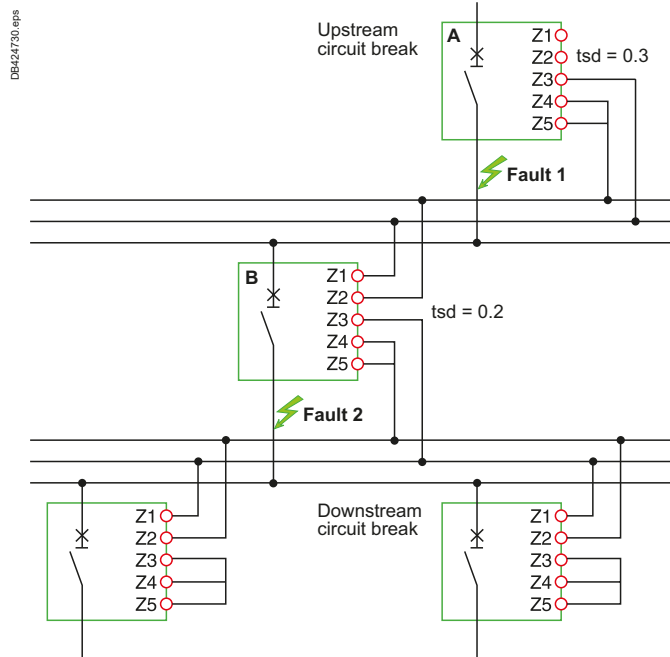 DB424730.eps
Upstream
circuit break
A
Z1
Z2
Z3
Z4
Z5
tsd = 0.3
Fault 1
B
Z1
Z2
Z3
Z4
Z5
tsd = 0.2
Fault 2
Downstream
circuit break
Z1
Z2
Z3
Z4
Z5
Z1
Z2
Z3
Z4
Z5